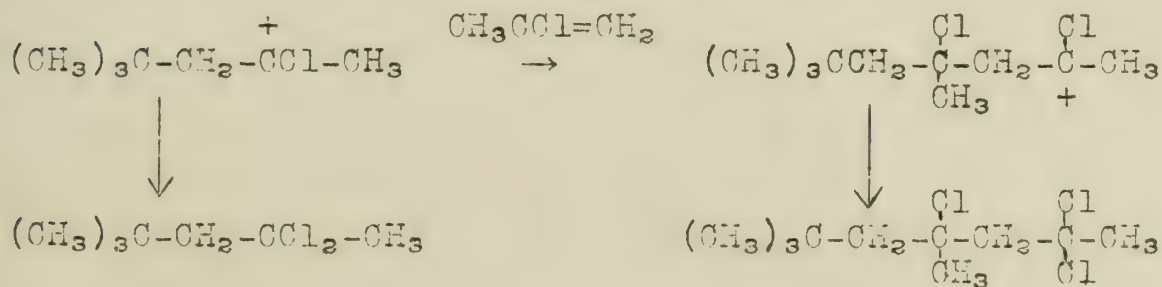 + CH₃CCl=CH₂ Cl Cl
(CH₃)₃C-CH₂-CCl-CH₃ → (CH₃)₃CCH₂-C-CH₂-C-CH₃
CH₃ +
↓ ↓
Cl Cl
(CH₃)₃C-CH₂-CCl₂-CH₃ (CH₃)₃C-CH₂-C-CH₂-C-CH₃
CH₃ Cl